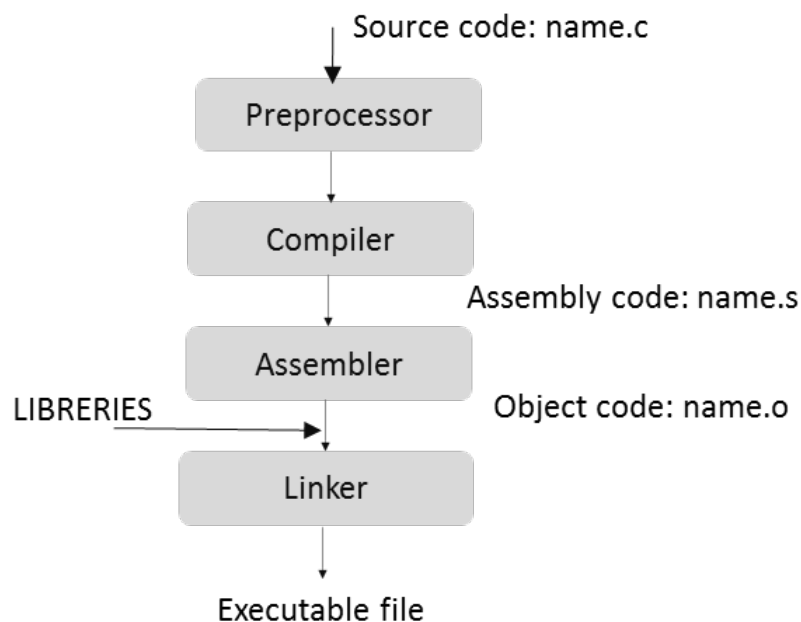 Source code: name.c
Preprocessor
Compiler
Assembly code: name.s
Assembler
LIBRERIES
Object code: name.o
Linker
Executable file